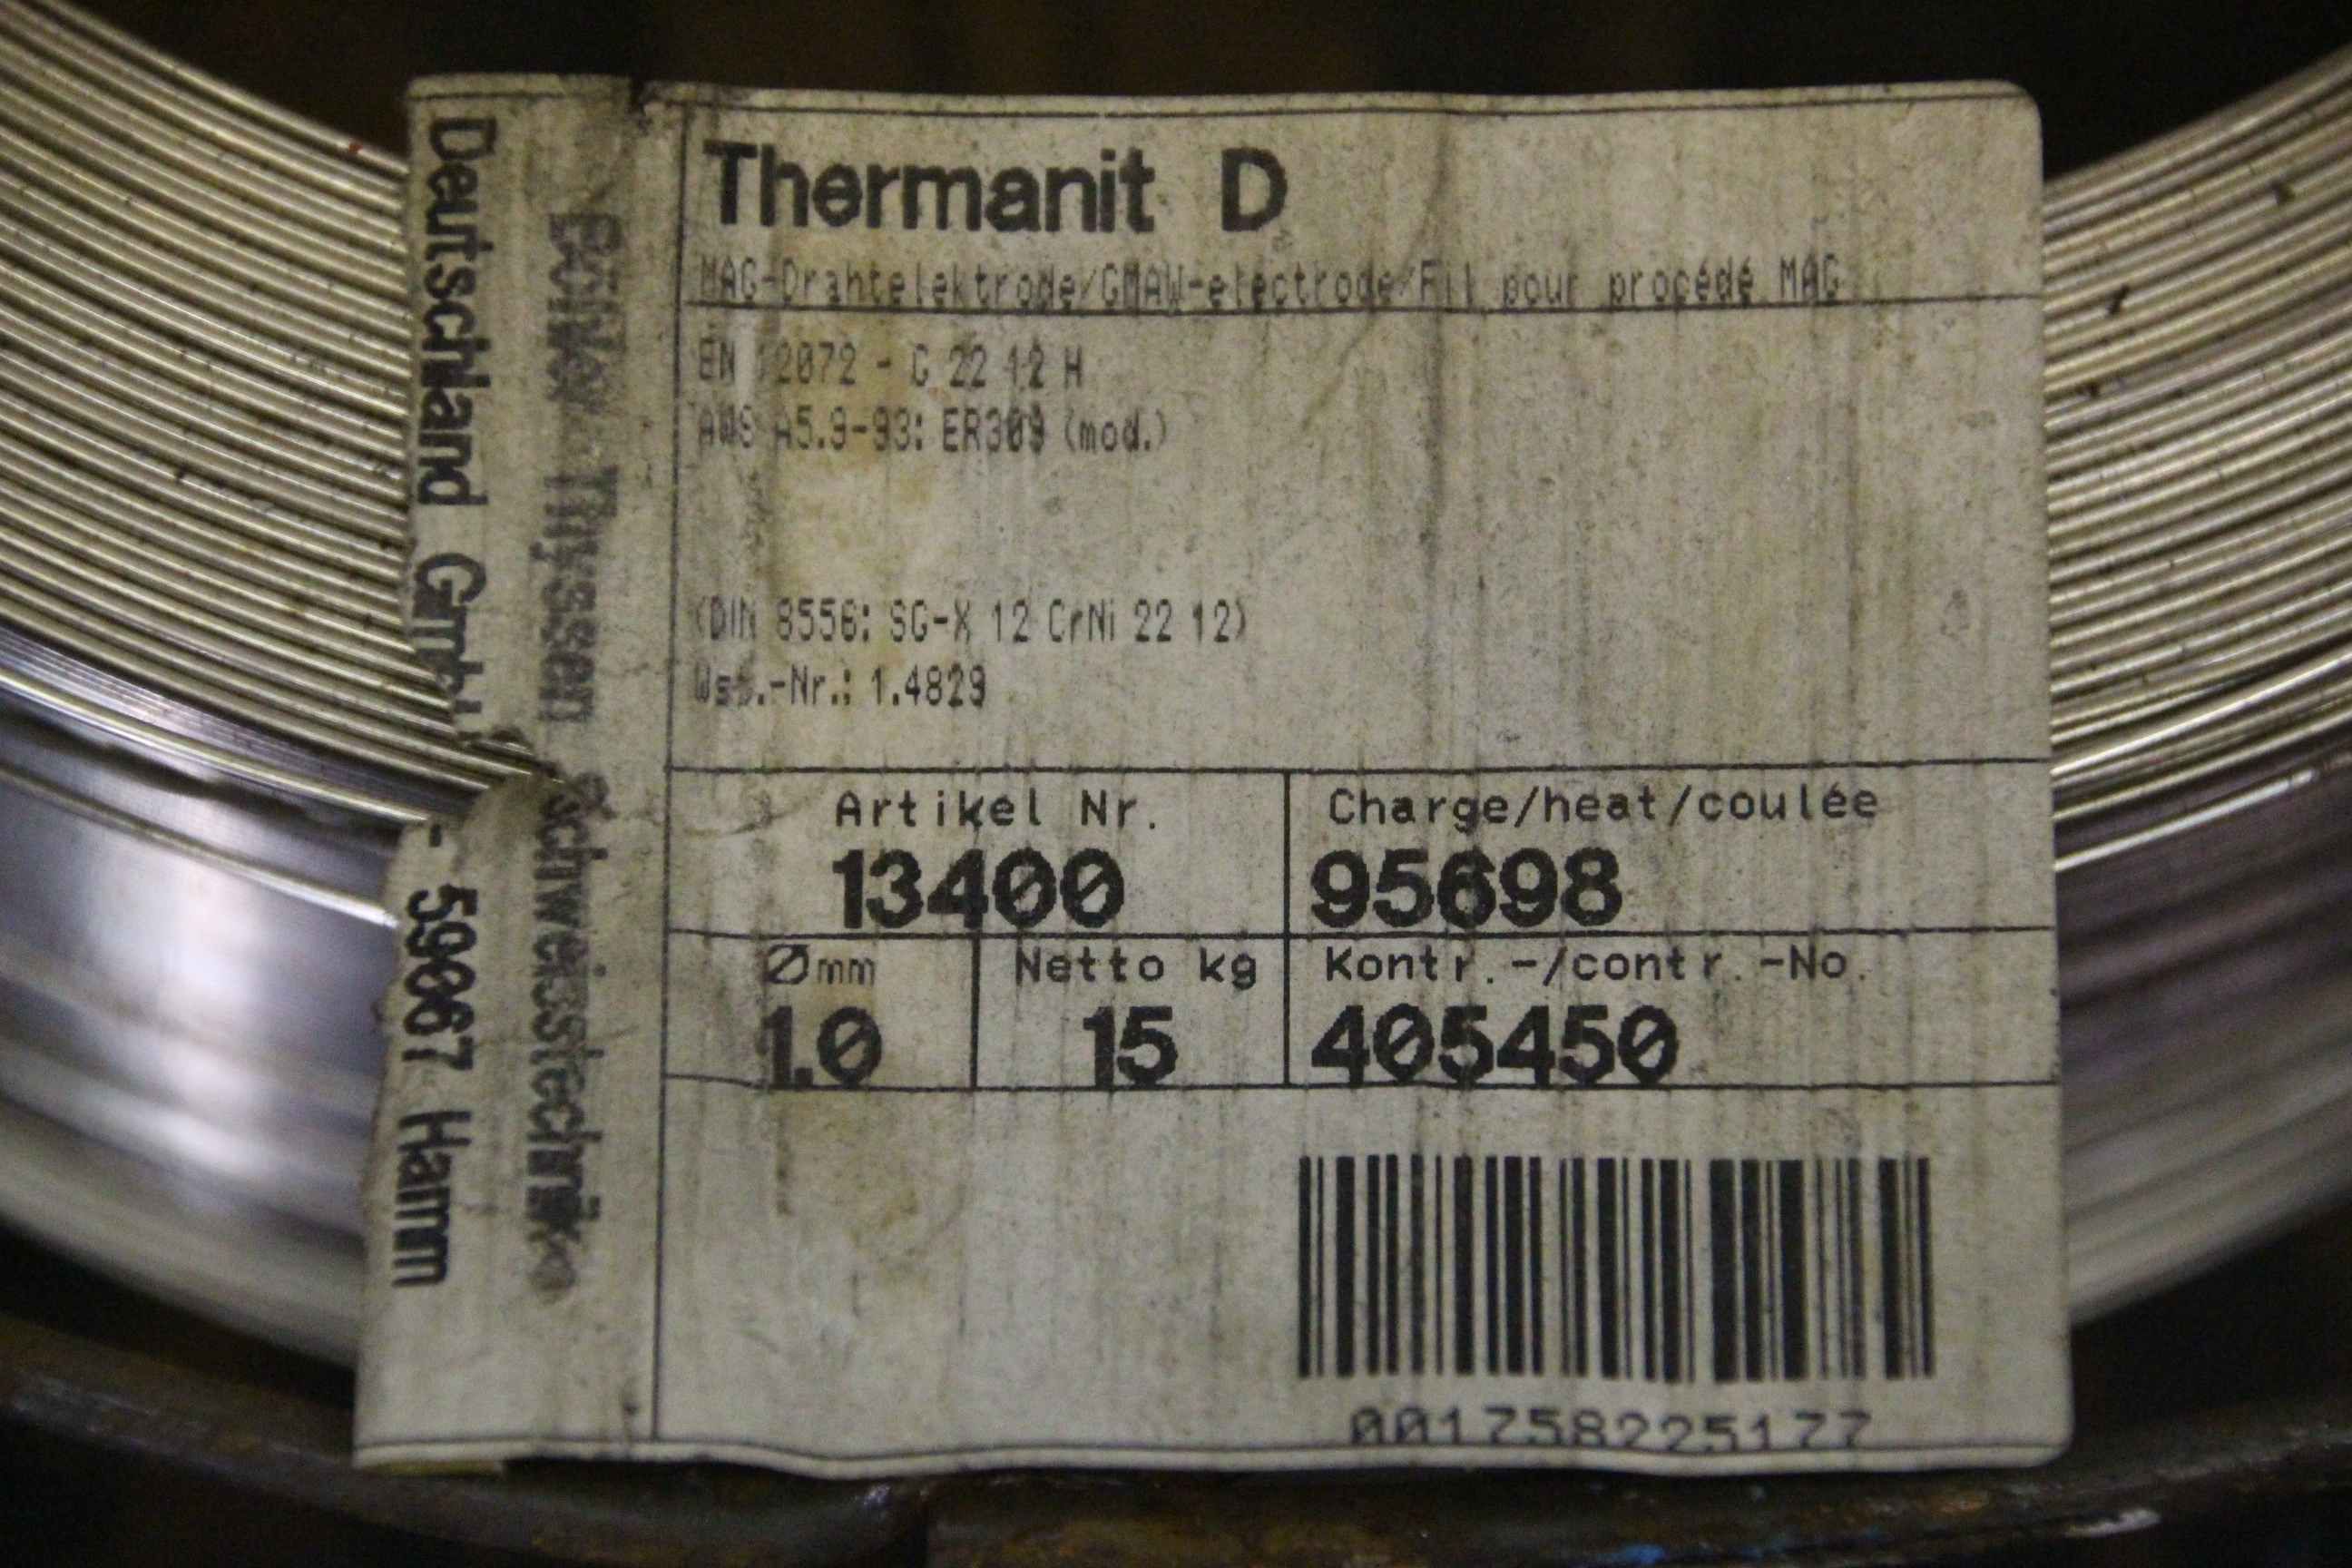 Böhler Thyssen Schweisstechnik
Deutschland GmbH - 59067 Hamm
Thermanit D
MAG-Drahtelektrode/GMAW-electrode/Fil pour procédé MAG
EN 12072 - G 22 12 H
AWS A5.9-93: ER309 (mod.)
(DIN 8556: SG-X 12 CrNi 22 12)
Wst.-Nr.: 1.4829
Artikel Nr.
13400
Charge/heat/coulée
95698
Ømm
1.0
Netto kg
15
Kontr.-/contr.-No.
405450
001758225177